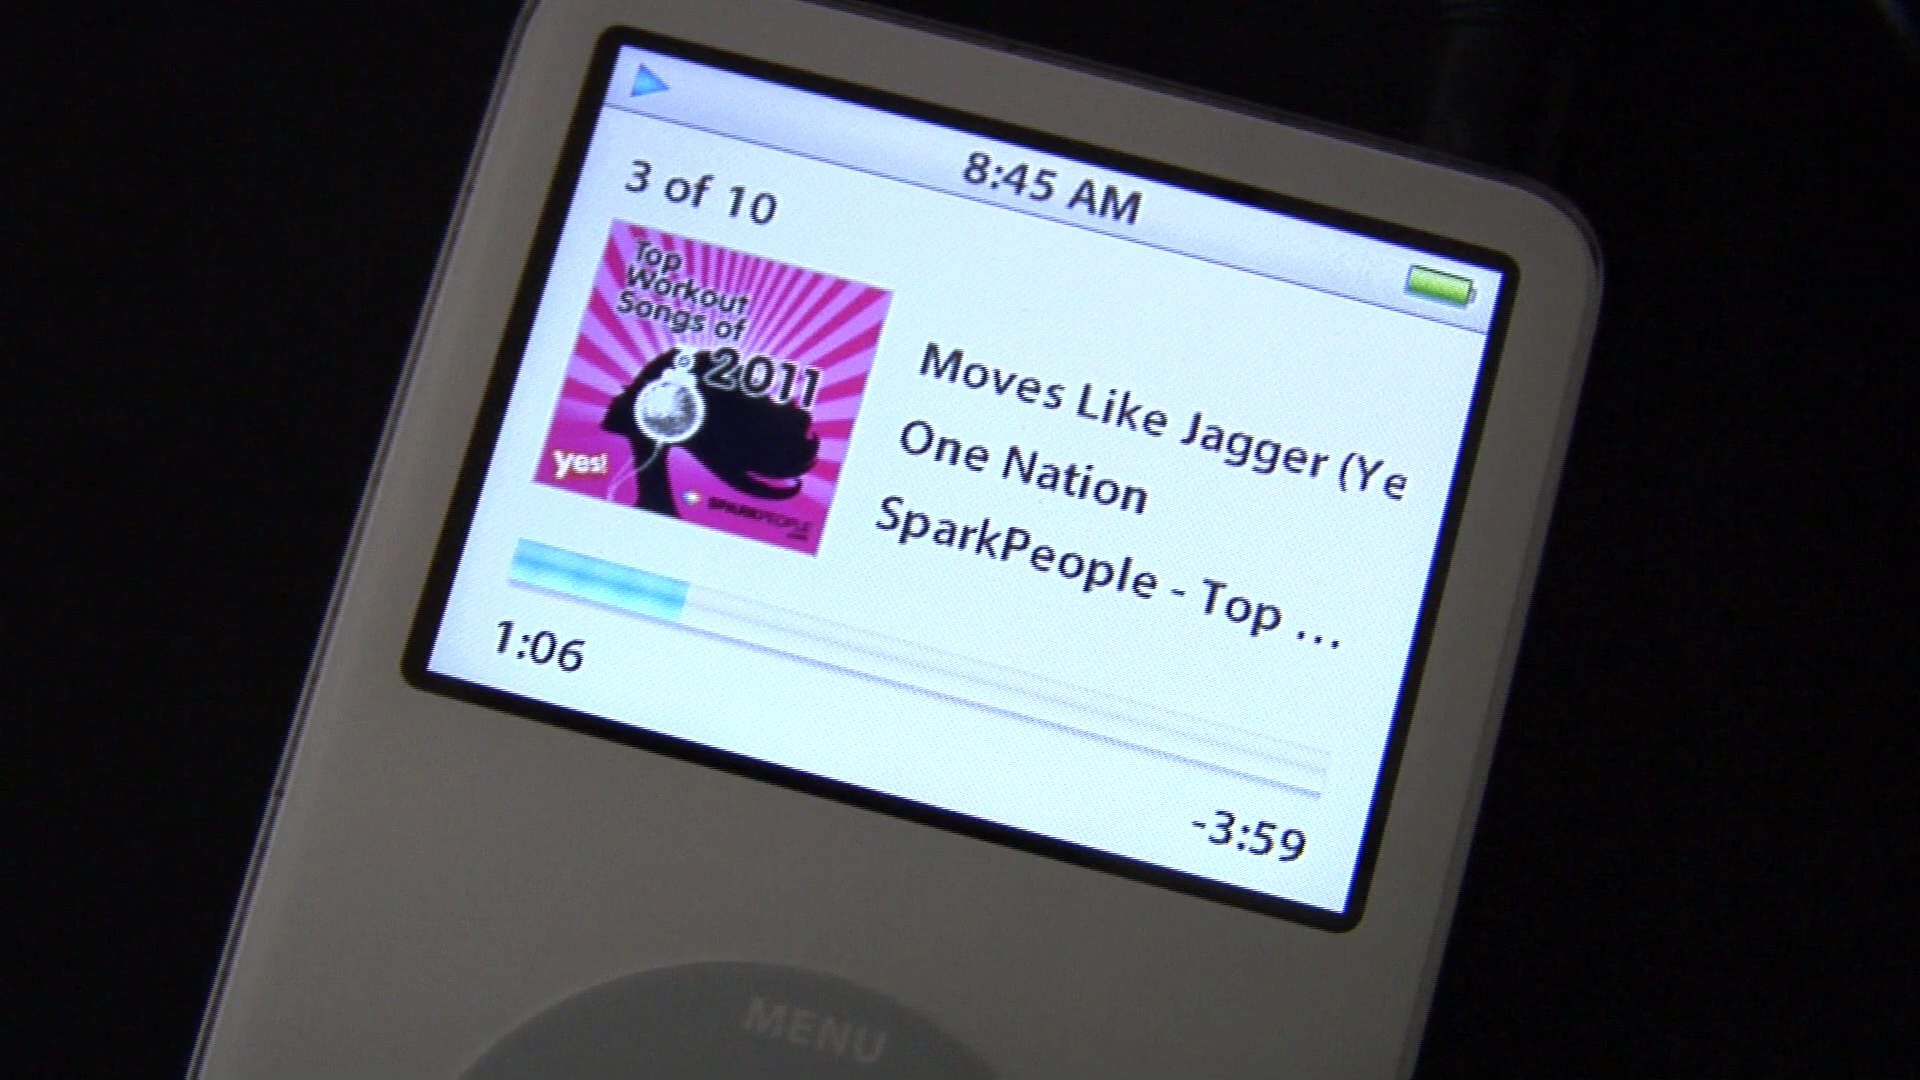 8:45 AM
3 of 10
Top
Workout
Songs of
2011
yes!
SPARKPEOPLE
Moves Like Jagger (Ye
One Nation
SparkPeople - Top ...
1:06
-3:59
MENU